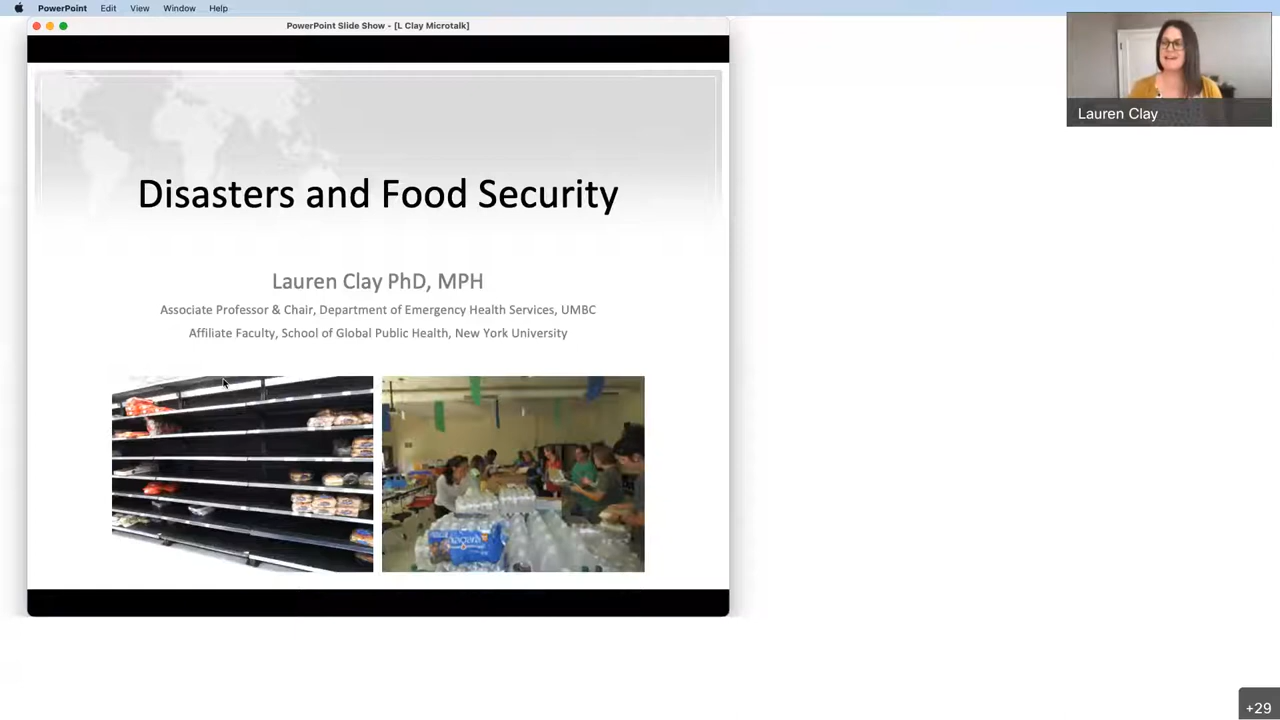 PowerPoint Edit View Window Help
PowerPoint Slide Show - [L Clay Microtalk]
Lauren Clay
Disasters and Food Security
Lauren Clay PhD, MPH
Associate Professor & Chair, Department of Emergency Health Services, UMBC
Affiliate Faculty, School of Global Public Health, New York University
niagara
+29